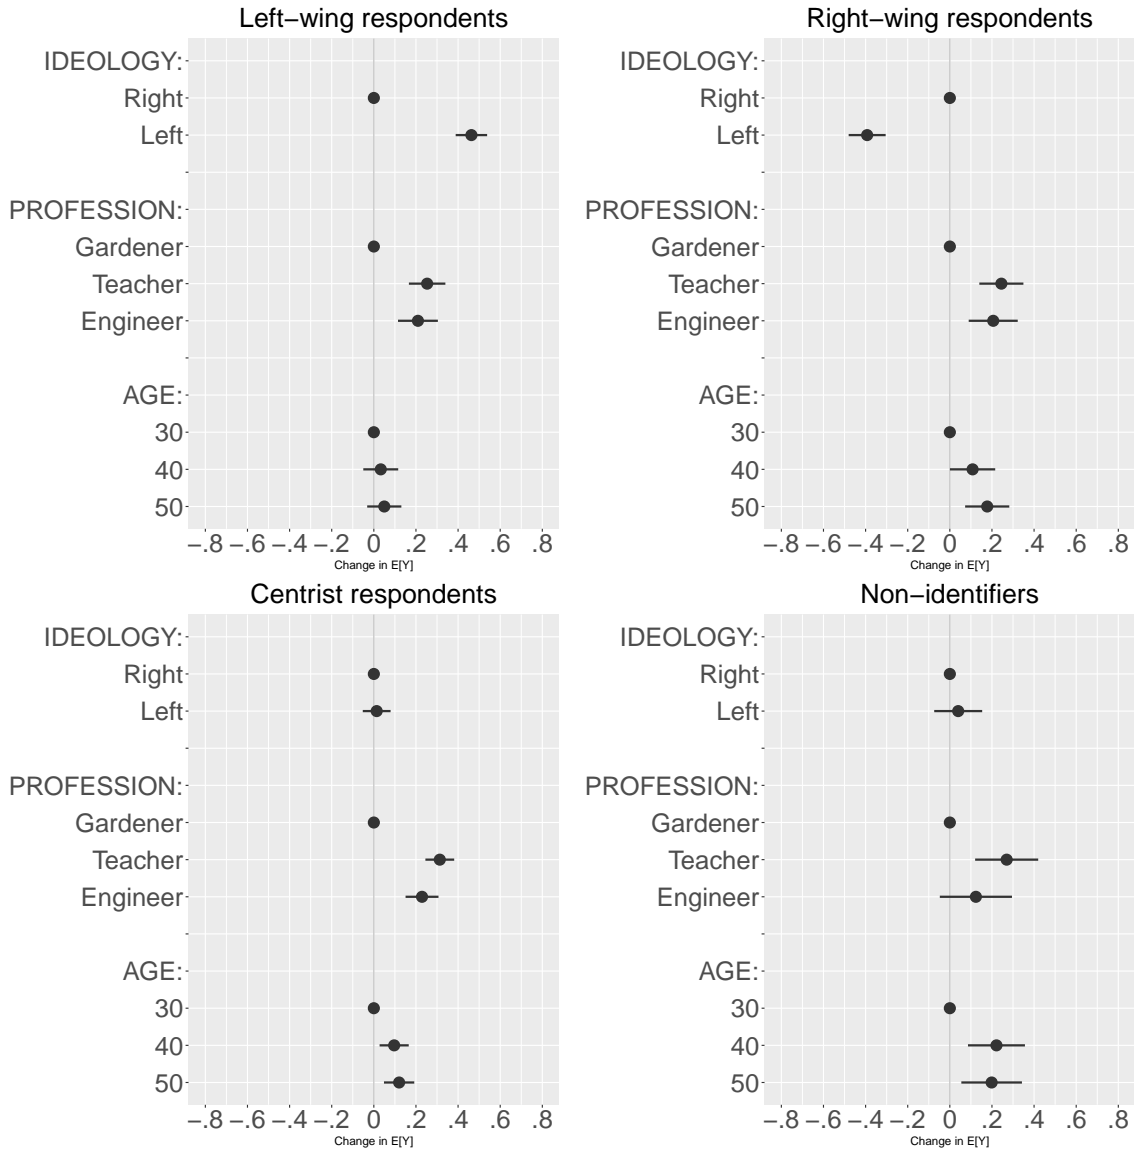 Left−wing respondents
IDEOLOGY:
Right
Left
PROFESSION:
Gardener
Teacher
Engineer
AGE:
30
40
50
−.8 −.6 −.4 −.2 0 .2 .4 .6 .8
Change in E[Y]
Right−wing respondents
IDEOLOGY:
Right
Left
PROFESSION:
Gardener
Teacher
Engineer
AGE:
30
40
50
−.8 −.6 −.4 −.2 0 .2 .4 .6 .8
Change in E[Y]
Centrist respondents
IDEOLOGY:
Right
Left
PROFESSION:
Gardener
Teacher
Engineer
AGE:
30
40
50
−.8 −.6 −.4 −.2 0 .2 .4 .6 .8
Change in E[Y]
Non−identifiers
IDEOLOGY:
Right
Left
PROFESSION:
Gardener
Teacher
Engineer
AGE:
30
40
50
−.8 −.6 −.4 −.2 0 .2 .4 .6 .8
Change in E[Y]